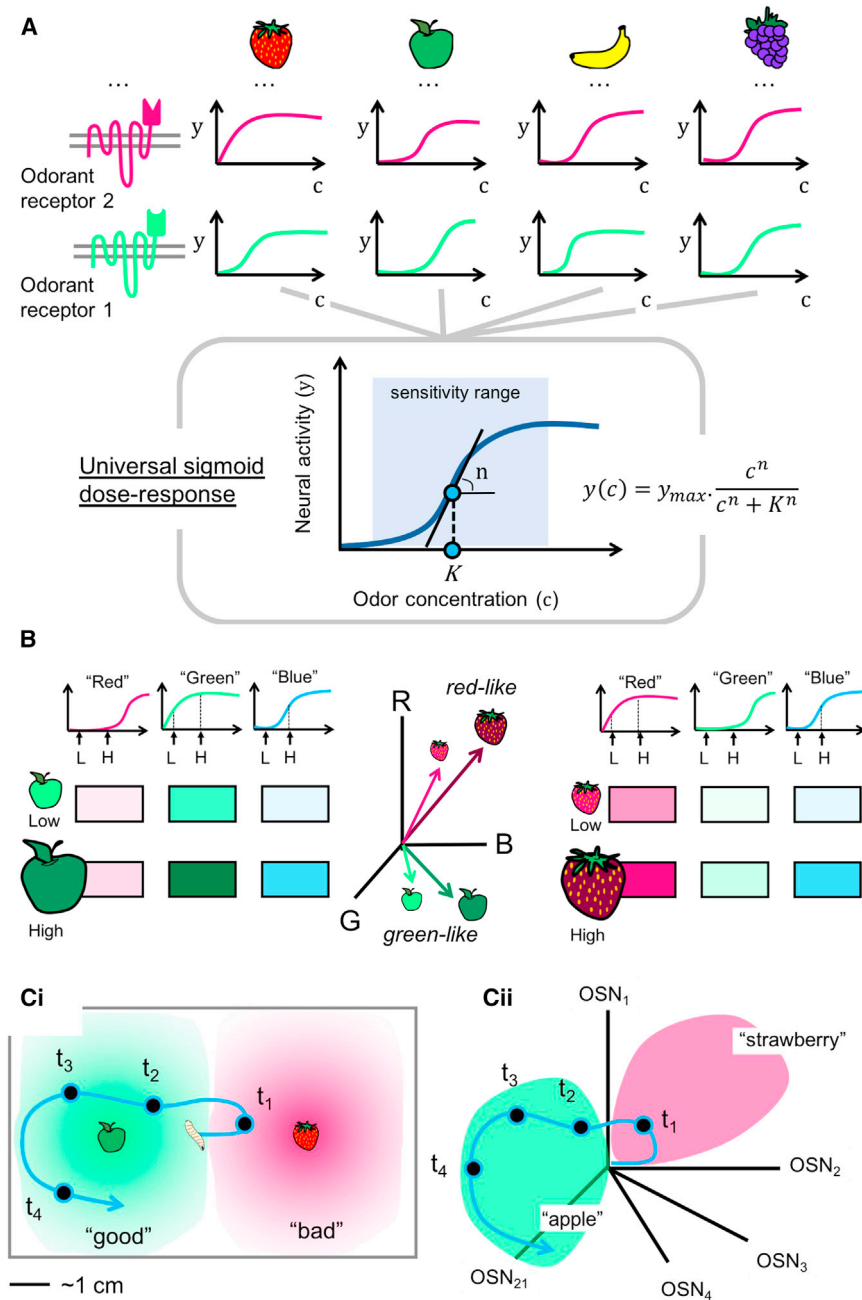 A
... ... ... ... ...
y
c
y
c
y
c
y
c
Odorant
receptor 2
y
c
y
c
y
c
y
c
Odorant
receptor 1
Universal sigmoid
dose-response
Neural activity (y)
sensitivity range
n
K
Odor concentration (c)
y(c) = y_max. c^n / (c^n + K^n)
B
"Red"
"Green"
"Blue"
L H
L H
L H
Low
High
R
B
G
red-like
green-like
"Red"
"Green"
"Blue"
L H
L H
L H
Low
High
Ci
t3
t2
t1
t4
"good"
"bad"
~1 cm
Cii
OSN1
"strawberry"
t3
t2
t1
t4
OSN2
"apple"
OSN3
OSN21
OSN4